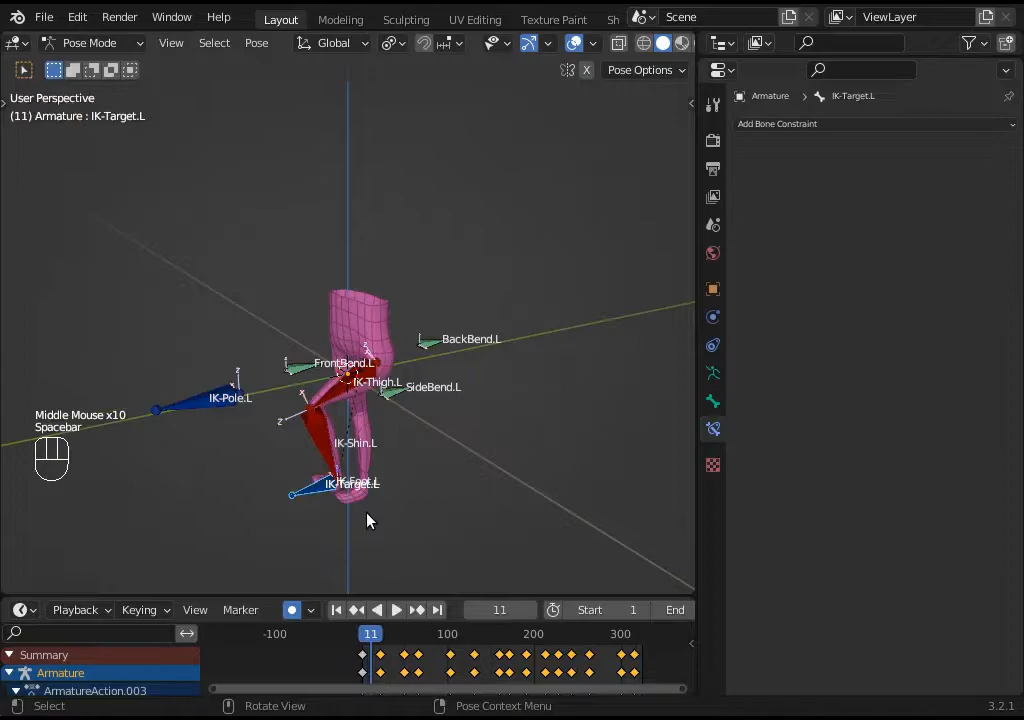 File Edit Render Window Help Layout Modeling Sculpting UV Editing Texture Paint Sh Scene ViewLayer
Pose Mode View Select Pose Global
X Pose Options
User Perspective
(11) Armature : IK-Target.L
Armature IK-Target.L
Add Bone Constraint
z
BackBend.L
z
FrontBend.L
IK-Thigh.L SideBend.L
x z
IK-Pole.L
x
z
Middle Mouse x10
Spacebar
IK-Shin.L
IK-Target.L
Playback Keying View Marker 11 Start 1 End
-100 11 100 200 300
Summary
Armature
ArmatureAction.003
Select Rotate View Pose Context Menu 3.2.1